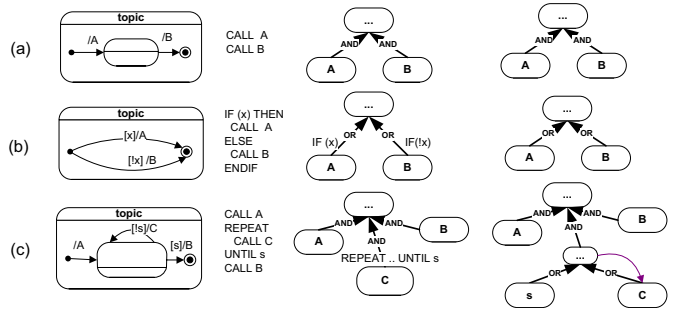 topic
/A
/B
(a)
CALL A
CALL B
...
AND
AND
A
B
...
AND
AND
A
B
topic
[x]/A
[!x] /B
(b)
IF (x) THEN
CALL A
ELSE
CALL B
ENDIF
...
IF (x)
OR
OR
IF(!x)
A
B
...
OR
OR
A
B
topic
[!s]/C
/A
[s]/B
(c)
CALL A
REPEAT
CALL C
UNTIL s
CALL B
...
AND
AND
A
B
AND
REPEAT .. UNTIL s
C
...
AND
AND
A
B
AND
...
OR
OR
s
C